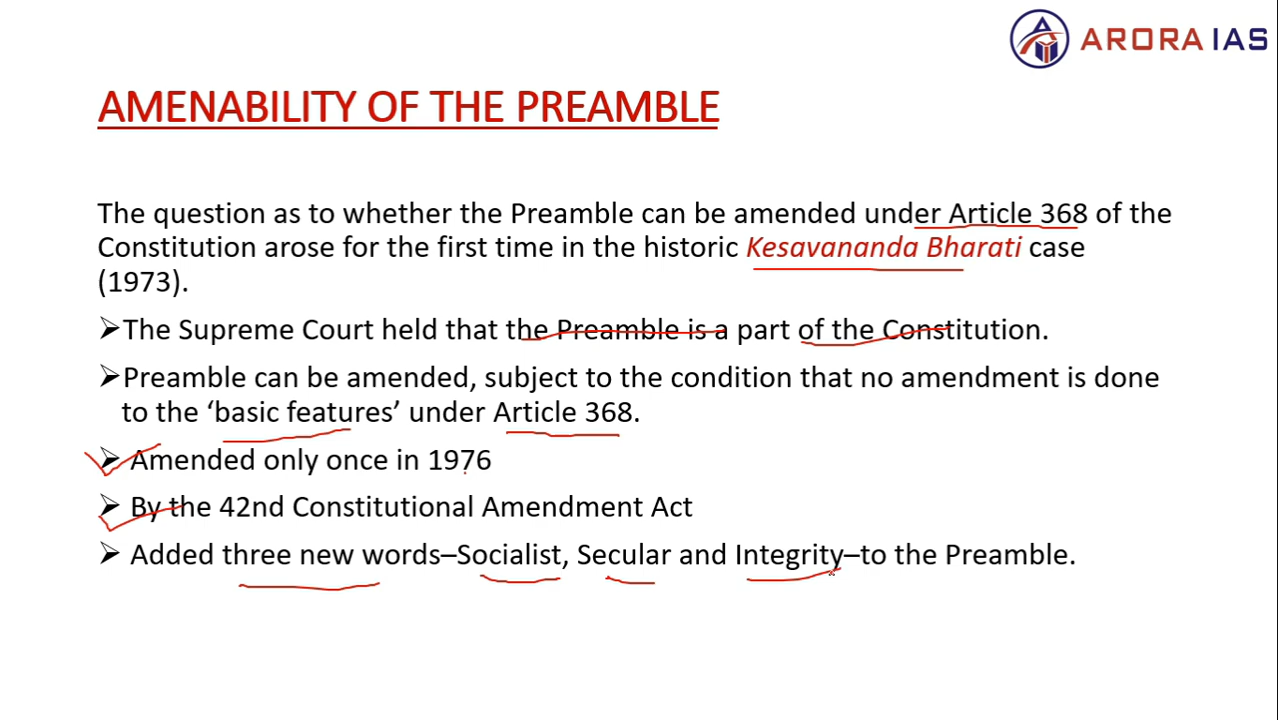 ARORA IAS
AMENABILITY OF THE PREAMBLE
The question as to whether the Preamble can be amended under Article 368 of the
Constitution arose for the first time in the historic Kesavananda Bharati case
(1973).
➢The Supreme Court held that the Preamble is a part of the Constitution.
➢Preamble can be amended, subject to the condition that no amendment is done
to the ‘basic features’ under Article 368.
➢ Amended only once in 1976
➢ By the 42nd Constitutional Amendment Act
➢ Added three new words–Socialist, Secular and Integrity–to the Preamble.